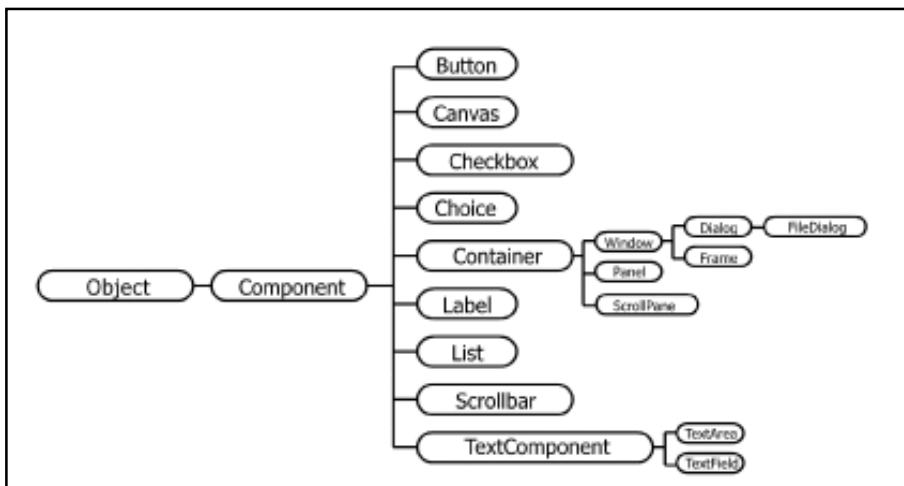 Button
Canvas
Checkbox
Choice
Container
Window
Dialog
FileDialog
Frame
Panel
ScrollPane
Object
Component
Label
List
Scrollbar
TextComponent
TextArea
TextField